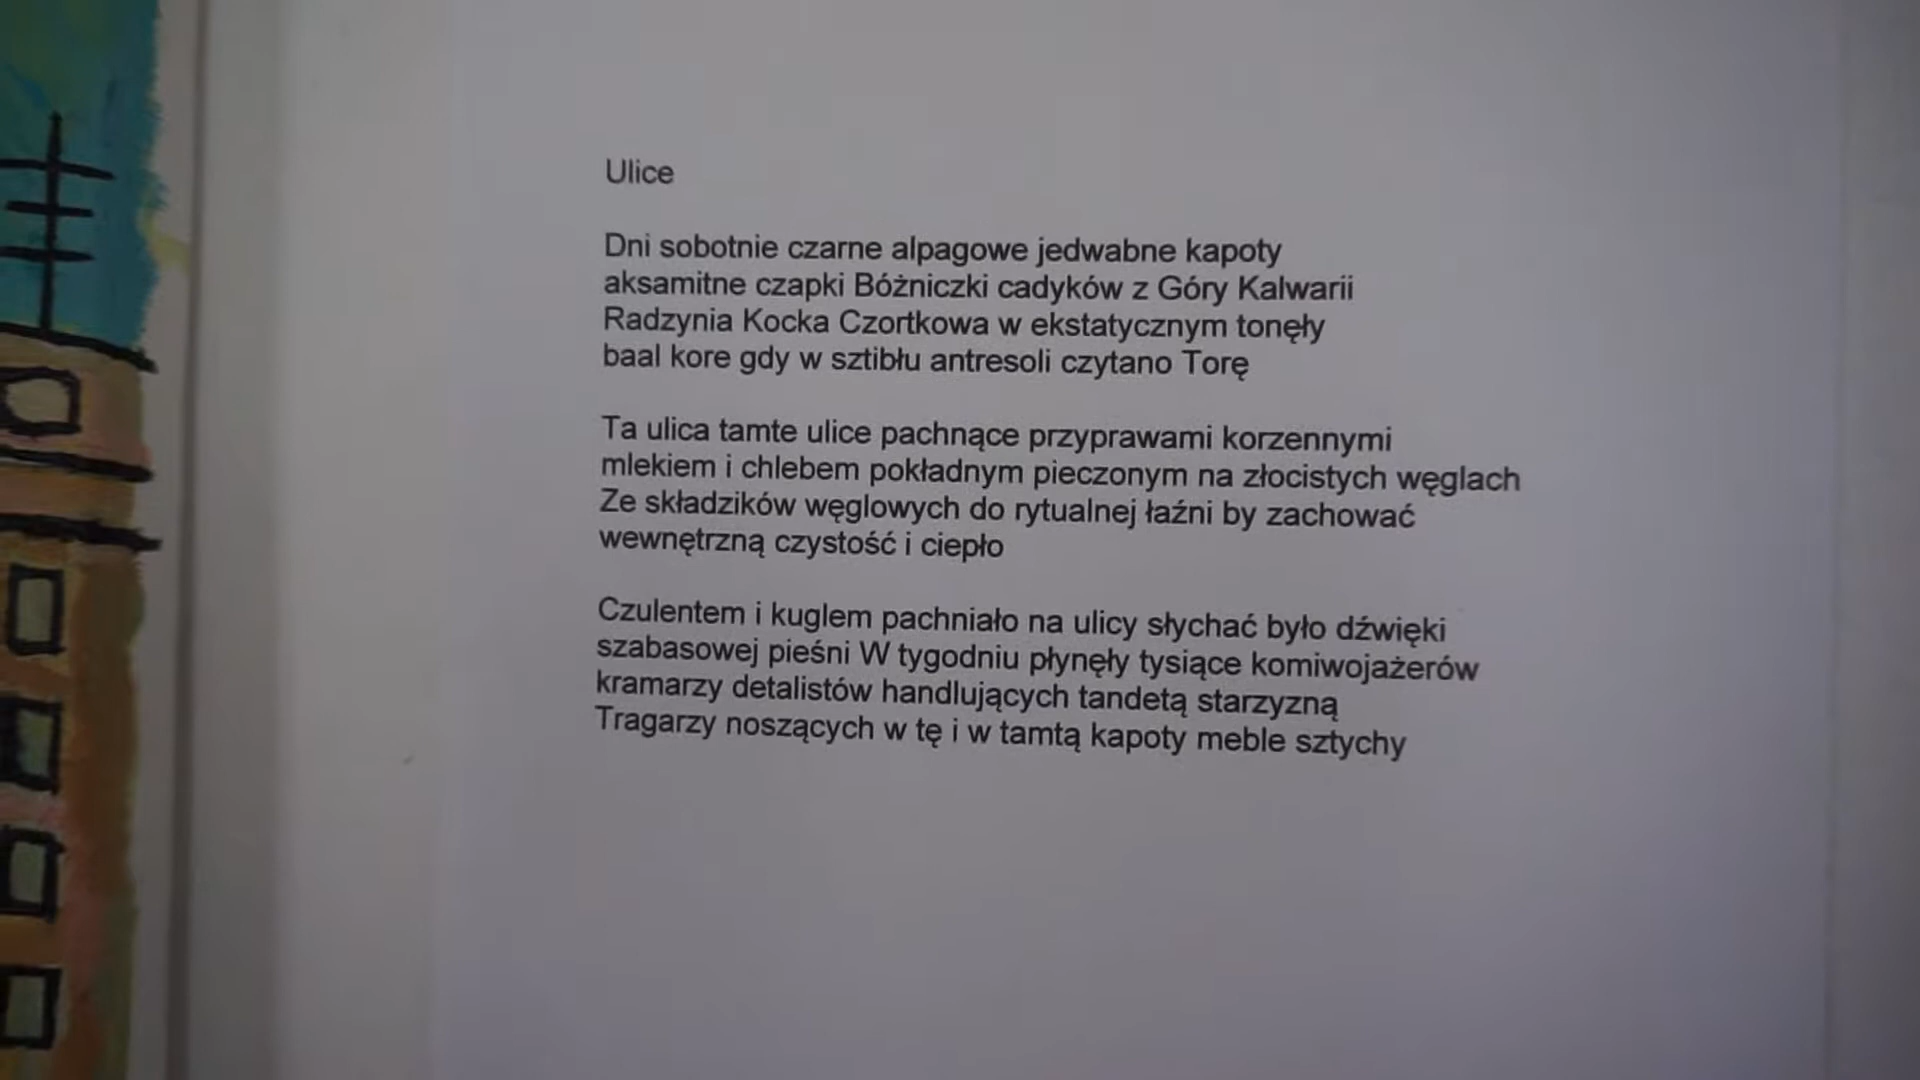 Ulice
Dni sobotnie czarne alpagowe jedwabne kapoty
aksamitne czapki Bóżniczki cadyków z Góry Kalwarii
Radzynia Kocka Czortkowa w ekstatycznym tonęły
baal kore gdy w sztibłu antresoli czytano Torę
Ta ulica tamte ulice pachnące przyprawami korzennymi
mlekiem i chlebem pokładnym pieczonym na złocistych węglach
Ze składzików węglowych do rytualnej łaźni by zachować
wewnętrzną czystość i ciepło
Czulentem i kuglem pachniało na ulicy słychać było dźwięki
szabasowej pieśni W tygodniu płynęły tysiące komiwojażerów
kramarzy detalistów handlujących tandetą starzyzną
Tragarzy noszących w tę i w tamtą kapoty meble sztychy